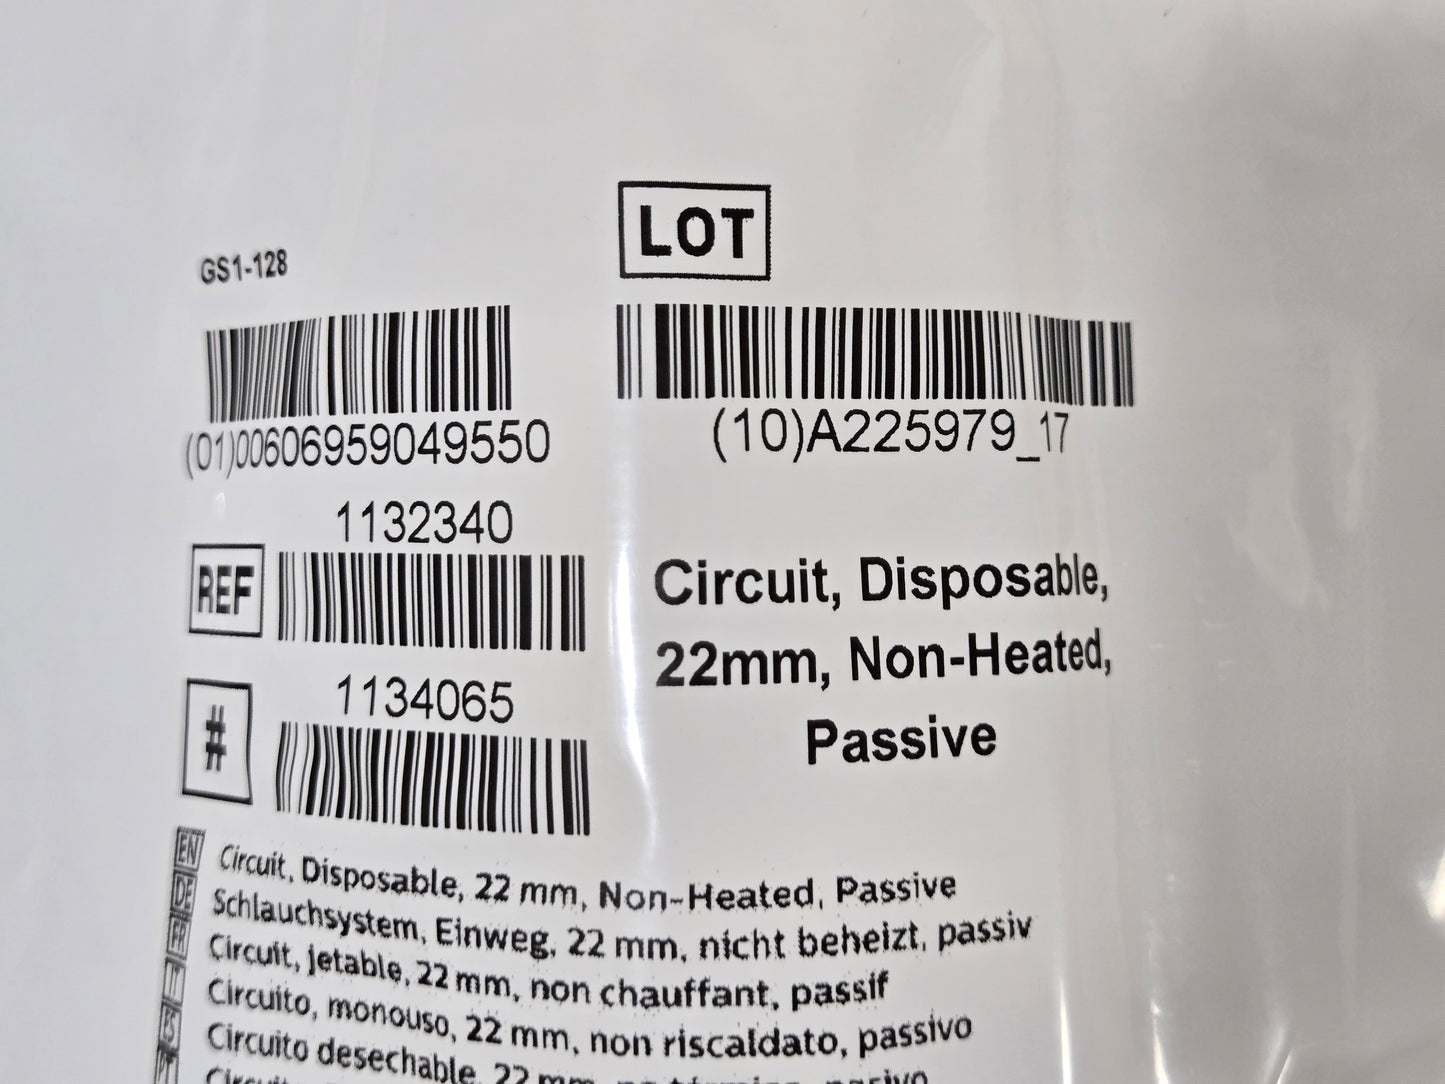 LOT
GS1-128
(01)00606959049550
(10)A225979_17
1132340
REF
Circuit, Disposable,
22mm, Non-Heated,
Passive
1134065
#
EN Circuit, Disposable, 22 mm, Non-Heated, Passive
DE Schlauchsystem, Einweg, 22 mm, nicht beheizt, passiv
FR Circuit, jetable, 22 mm, non chauffant, passif
Circuito, monouso, 22 mm, non riscaldato, passivo
ES Circuito desechable, 22 mm